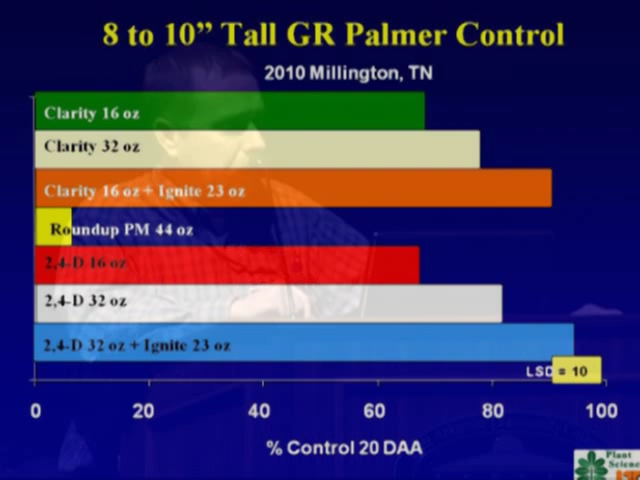 8 to 10” Tall GR Palmer Control
2010 Millington, TN
Clarity 16 oz
Clarity 32 oz
Clarity 16 oz + Ignite 23 oz
Roundup PM 44 oz
2,4-D 16 oz
2,4-D 32 oz
2,4-D 32 oz + Ignite 23 oz
LSD = 10
0 20 40 60 80 100
% Control 20 DAA
Plant